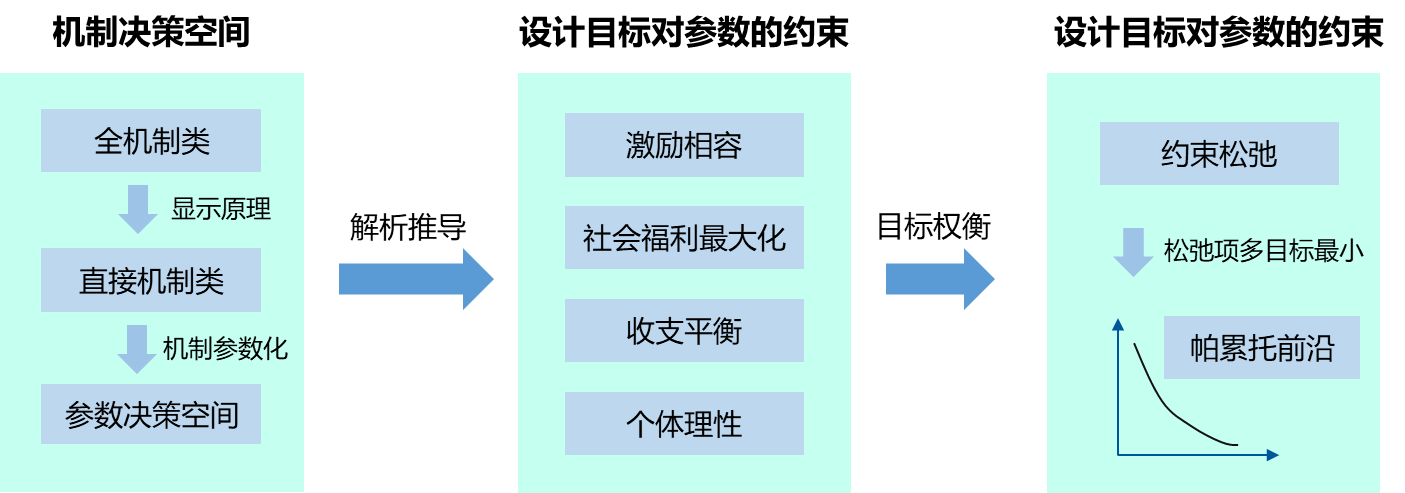 机制决策空间
全机制类
显示原理
直接机制类
机制参数化
参数决策空间
解析推导
设计目标对参数的约束
激励相容
社会福利最大化
收支平衡
个体理性
目标权衡
设计目标对参数的约束
约束松弛
松弛项多目标最小
帕累托前沿